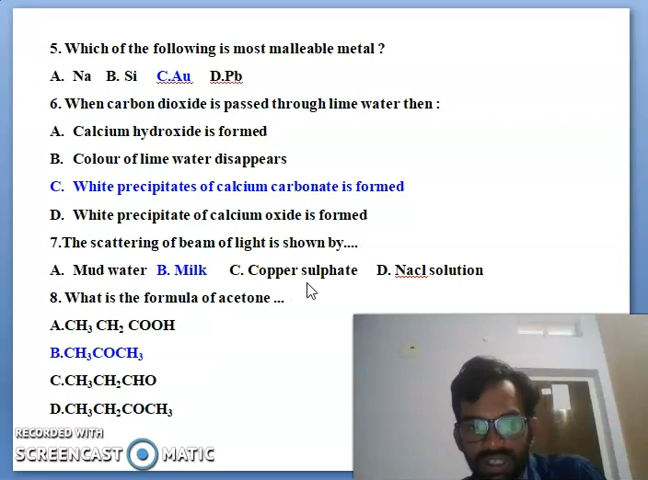 5. Which of the following is most malleable metal ?
A. Na B. Si C.Au D.Pb
6. When carbon dioxide is passed through lime water then :
A. Calcium hydroxide is formed
B. Colour of lime water disappears
C. White precipitates of calcium carbonate is formed
D. White precipitate of calcium oxide is formed
7.The scattering of beam of light is shown by....
A. Mud water B. Milk C. Copper sulphate D. Nacl solution
8. What is the formula of acetone ...
A.CH₃ CH₂ COOH
B.CH₃COCH₃
C.CH₃CH₂CHO
D.CH₃CH₂COCH₃
RECORDED WITH
SCREENCAST MATIC